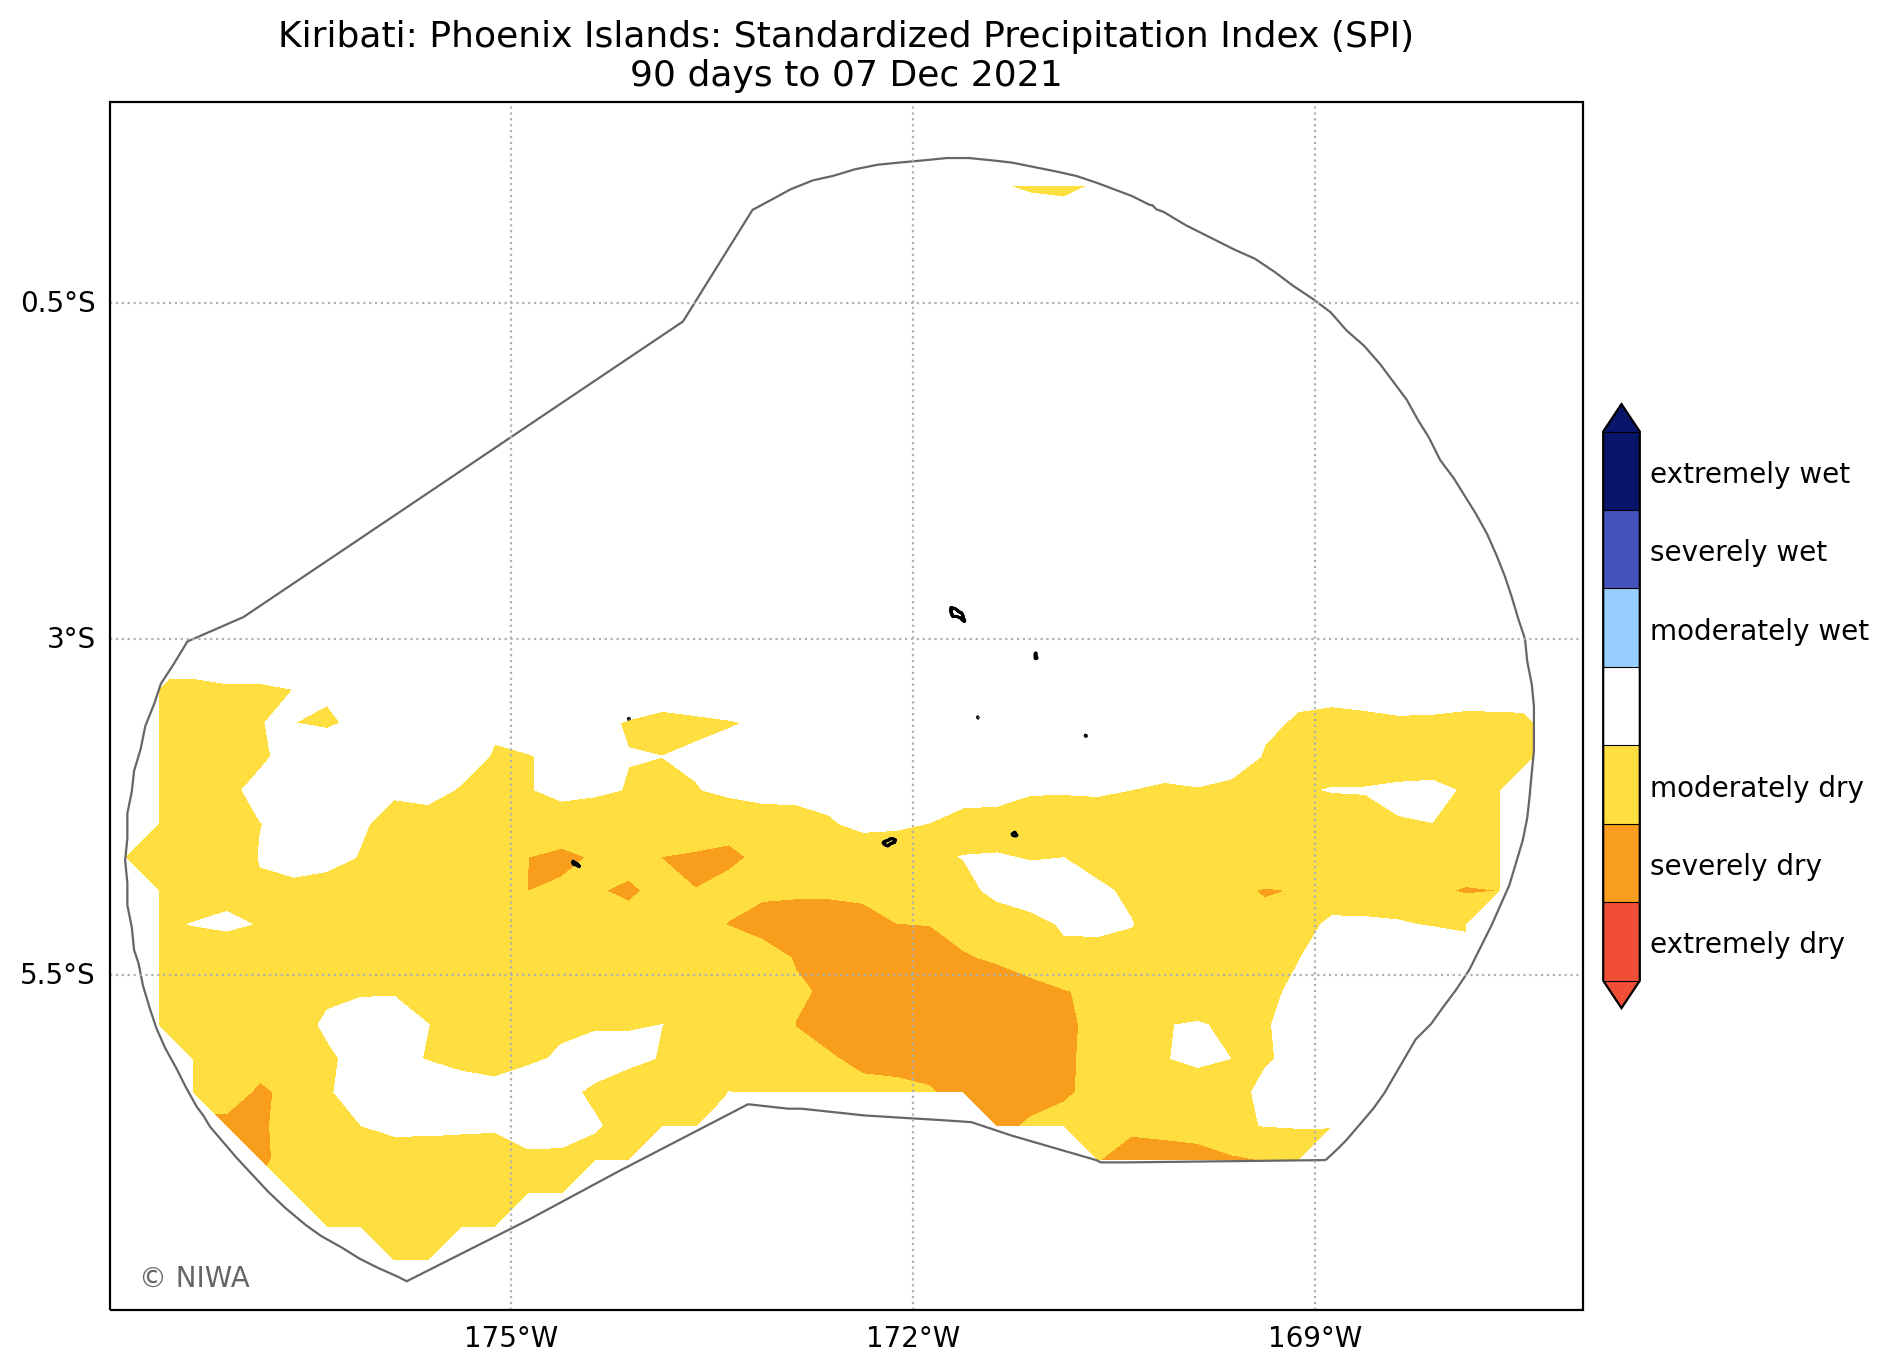 Kiribati: Phoenix Islands: Standardized Precipitation Index (SPI)
90 days to 07 Dec 2021
0.5°S
3°S
5.5°S
175°W
172°W
169°W
extremely wet
severely wet
moderately wet
moderately dry
severely dry
extremely dry
© NIWA